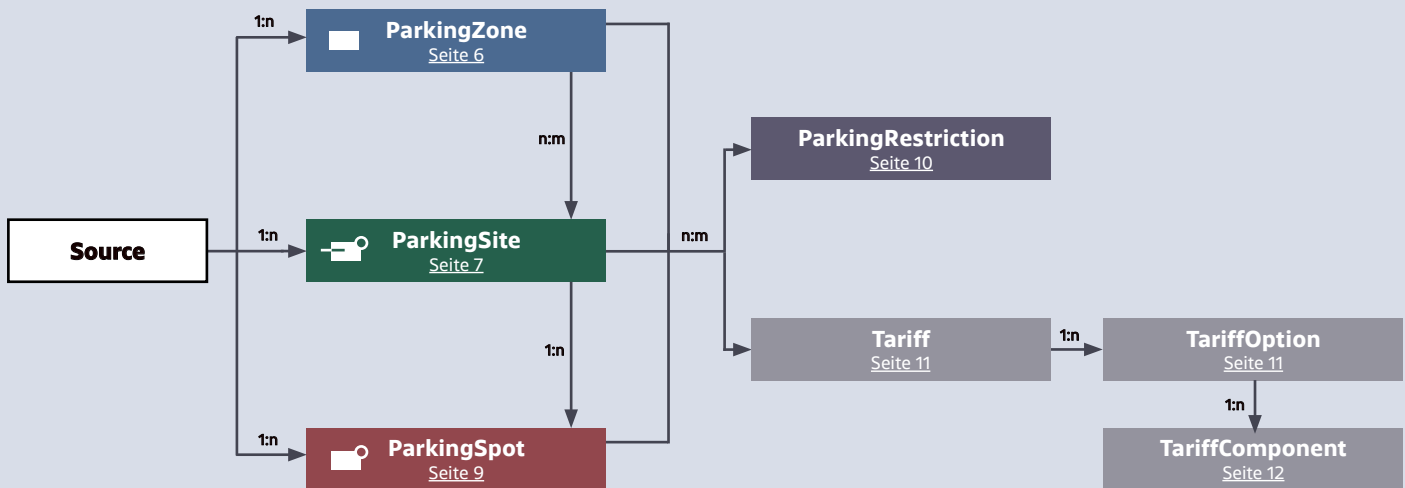 1:n
ParkingZone
Seite 6
n:m
ParkingRestriction
Seite 10
Source
1:n
ParkingSite
Seite 7
n:m
1:n
Tariff
Seite 11
1:n
TariffOption
Seite 11
1:n
1:n
ParkingSpot
Seite 9
TariffComponent
Seite 12